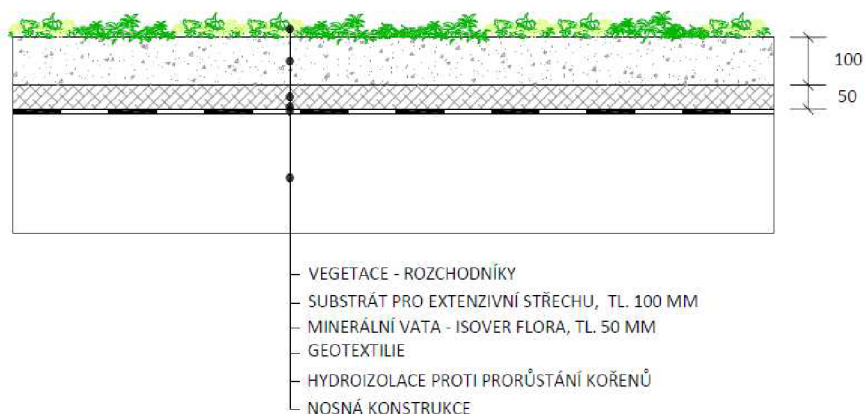 100
50
VEGETACE - ROZCHODNÍKY
SUBSTRÁT PRO EXTENZIVNÍ STŘECHU, TL. 100 MM
MINERÁLNÍ VATA - ISOVER FLORA, TL. 50 MM
GEOTEXTILIE
HYDROIZOLACE PROTI PRORŮSTÁNÍ KOŘENŮ
NOSNÁ KONSTRUKCE